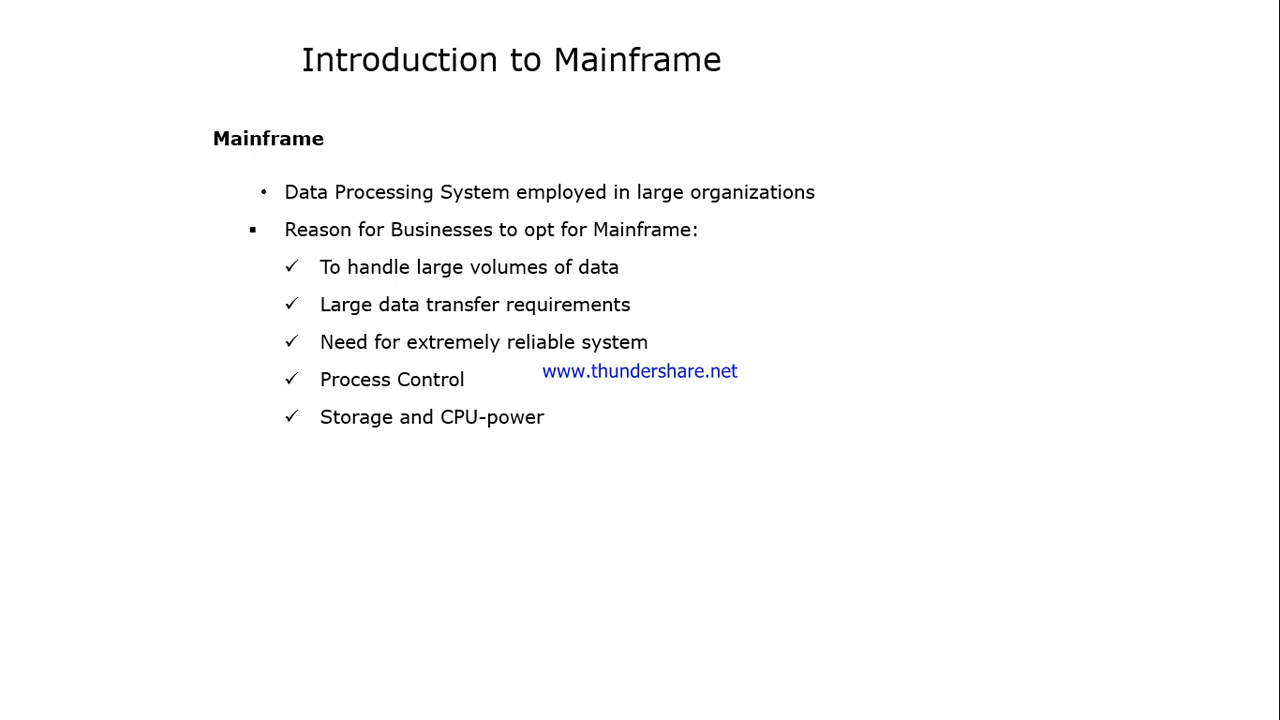 Introduction to Mainframe
Mainframe
• Data Processing System employed in large organizations
▪ Reason for Businesses to opt for Mainframe:
✓ To handle large volumes of data
✓ Large data transfer requirements
✓ Need for extremely reliable system
www.thundershare.net
✓ Process Control
✓ Storage and CPU-power